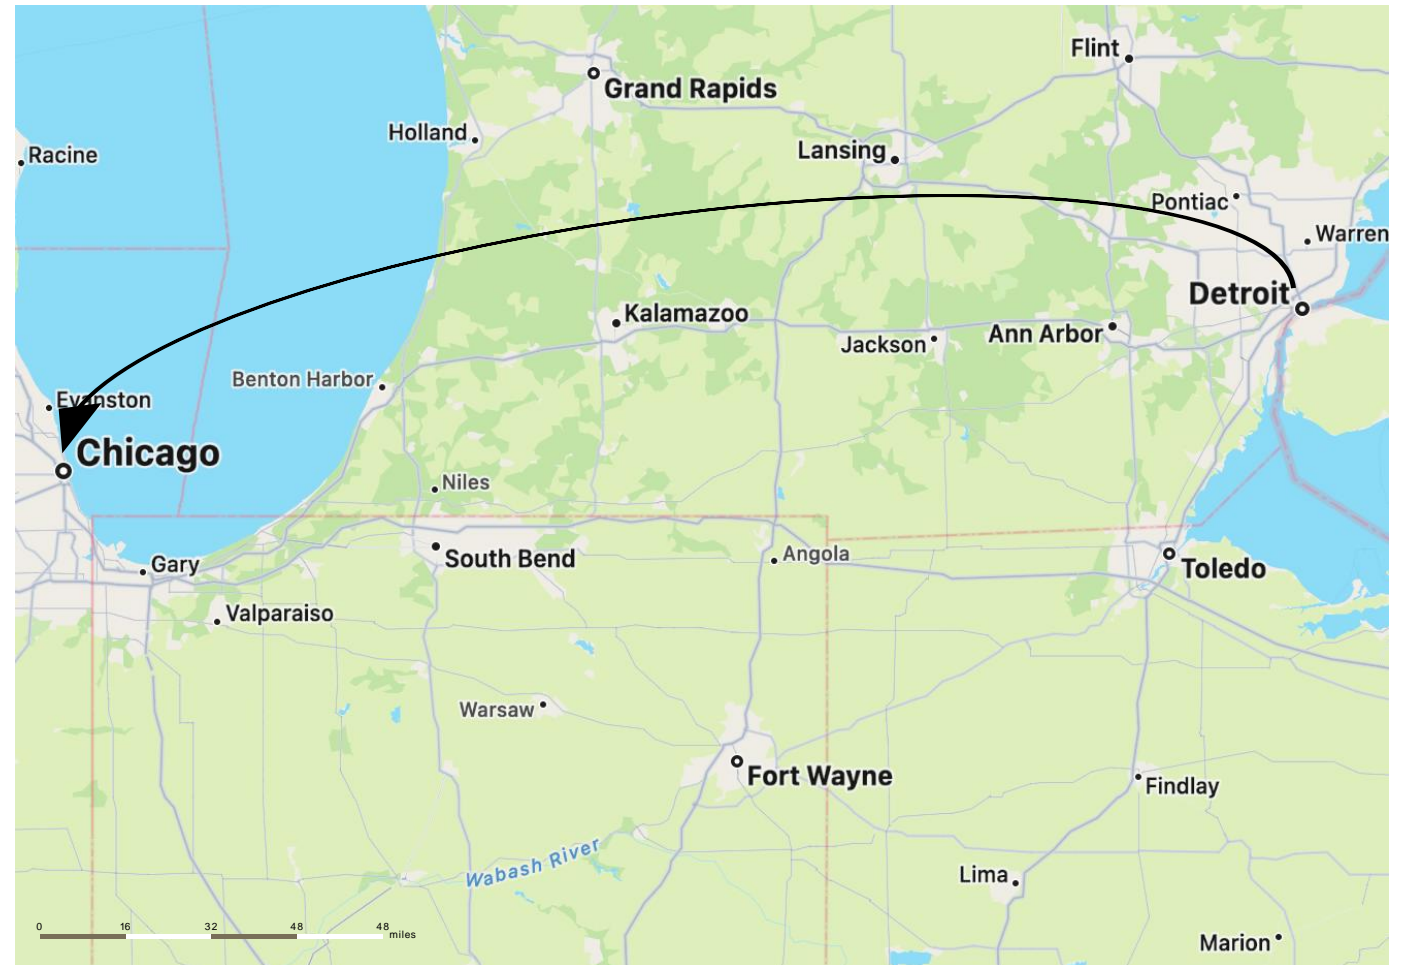 Flint
Grand Rapids
Holland
Lansing
Racine
Pontiac
Warren
Detroit
Kalamazoo
Jackson
Ann Arbor
Benton Harbor
Evanston
Chicago
Niles
South Bend
Angola
Gary
Toledo
Valparaiso
Warsaw
Fort Wayne
Findlay
Wabash River
Lima
Marion
0 16 32 48 48 miles